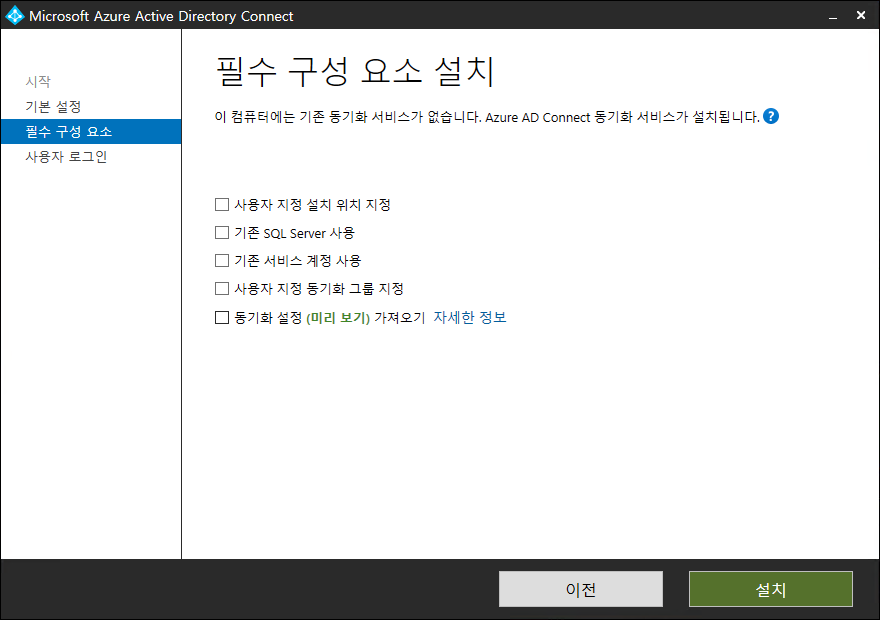 Microsoft Azure Active Directory Connect
시작
기본 설정
필수 구성 요소
사용자 로그인
필수 구성 요소 설치
이 컴퓨터에는 기존 동기화 서비스가 없습니다. Azure AD Connect 동기화 서비스가 설치됩니다. ?
사용자 지정 설치 위치 지정
기존 SQL Server 사용
기존 서비스 계정 사용
사용자 지정 동기화 그룹 지정
동기화 설정 (미리 보기) 가져오기 자세한 정보
이전
설치